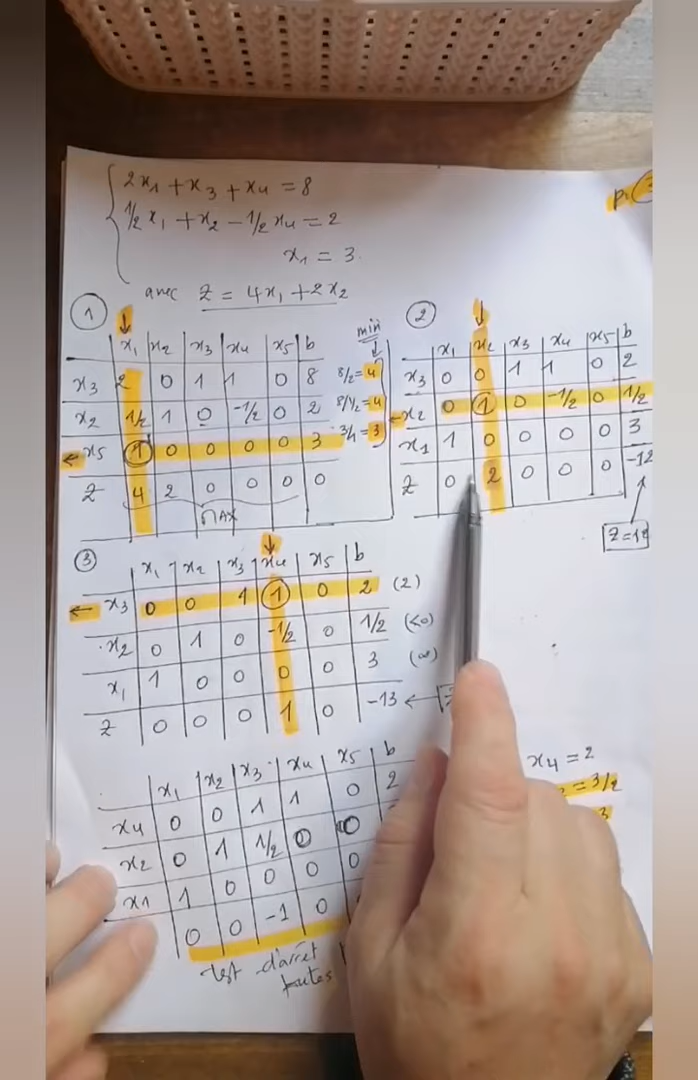 2x₁ + x₃ + x₄ = 8
1/2 x₁ + x₂ - 1/2 x₄ = 2
x₁ = 3.
avec Z = 4x₁ + 2x₂
①
x₁ x₂ x₃ x₄ x₅ b
x₃ 2 0 1 1 0 8
x₂ 1/2 1 0 -1/2 0 2
← x₅ 1 0 0 0 0 3
Z 4 2 0 0 0 0
MAX
min
8/2 = 4
= 4
= 3
②
x₁ x₂ x₃ x₄ x₅ b
x₃ 0 0 1 1 0 2
← x₂ 0 1 0 -1/2 0 1/2
x₁ 1 0 0 0 0 3
Z 0 2 0 0 0 -12
③
x₁ x₂ x₃ x₄ x₅ b
← x₃ 0 0 1 1 0 2 (2)
x₂ 0 1 0 -1/2 0 1/2 (<0)
x₁ 1 0 0 0 0 3 (∞)
Z 0 0 0 1 0 -13 ←
x₁ x₂ x₃ x₄ x₅ b
x₄ 0 0 1 1 0 2
x₂ 0 1 1/2 0 0
x₁ 1 0 0 0 0
0 0 -1 0
test d'arrêt
toutes
x₄ = 2
= 3/2
3